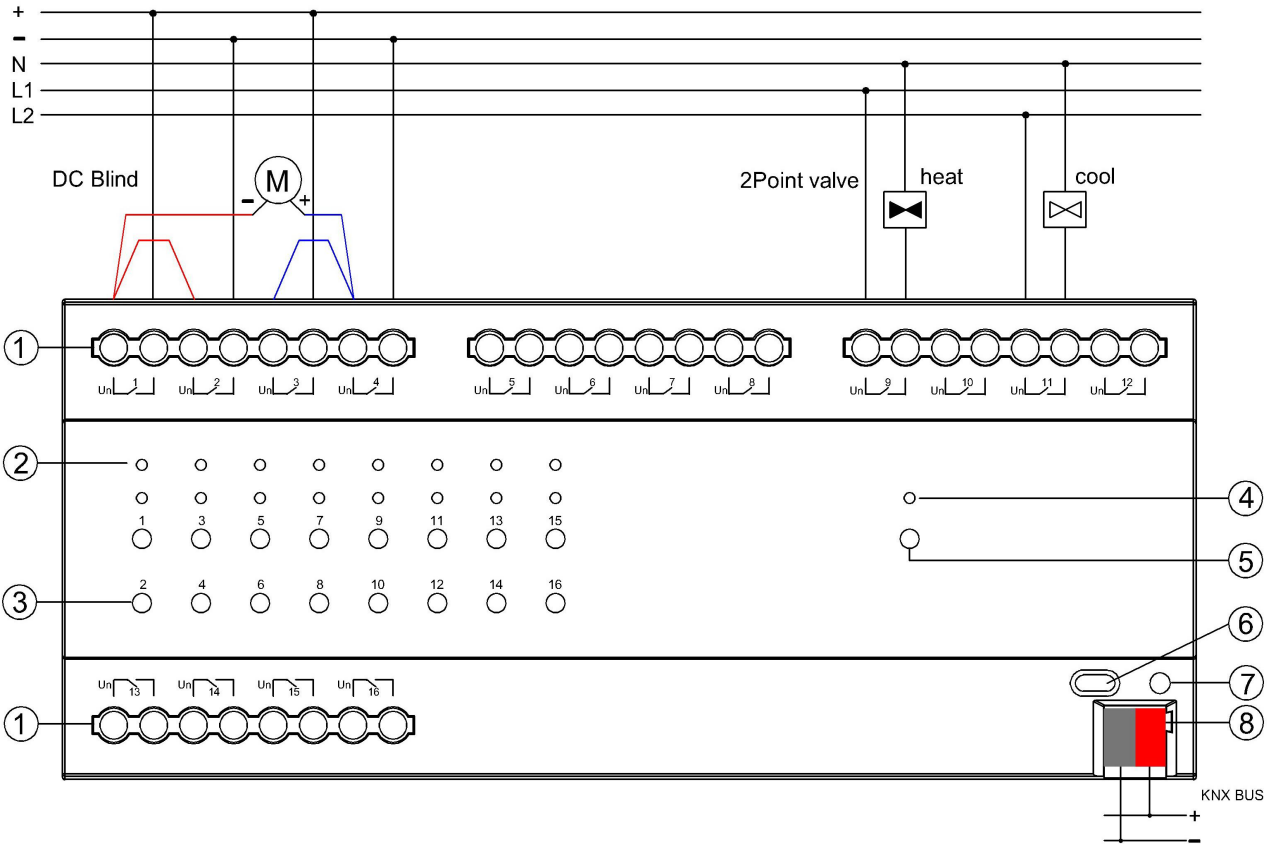 +
-
N
L1
L2
DC Blind
M
- +
2Point valve
heat
cool
1
Un 1 Un 2 Un 3 Un 4 Un 5 Un 6 Un 7 Un 8 Un 9 Un 10 Un 11 Un 12
2
4
1 3 5 7 9 11 13 15
5
2 4 6 8 10 12 14 16
3
6
Un 13 Un 14 Un 15 Un 16
7
1
8
KNX BUS
+
-